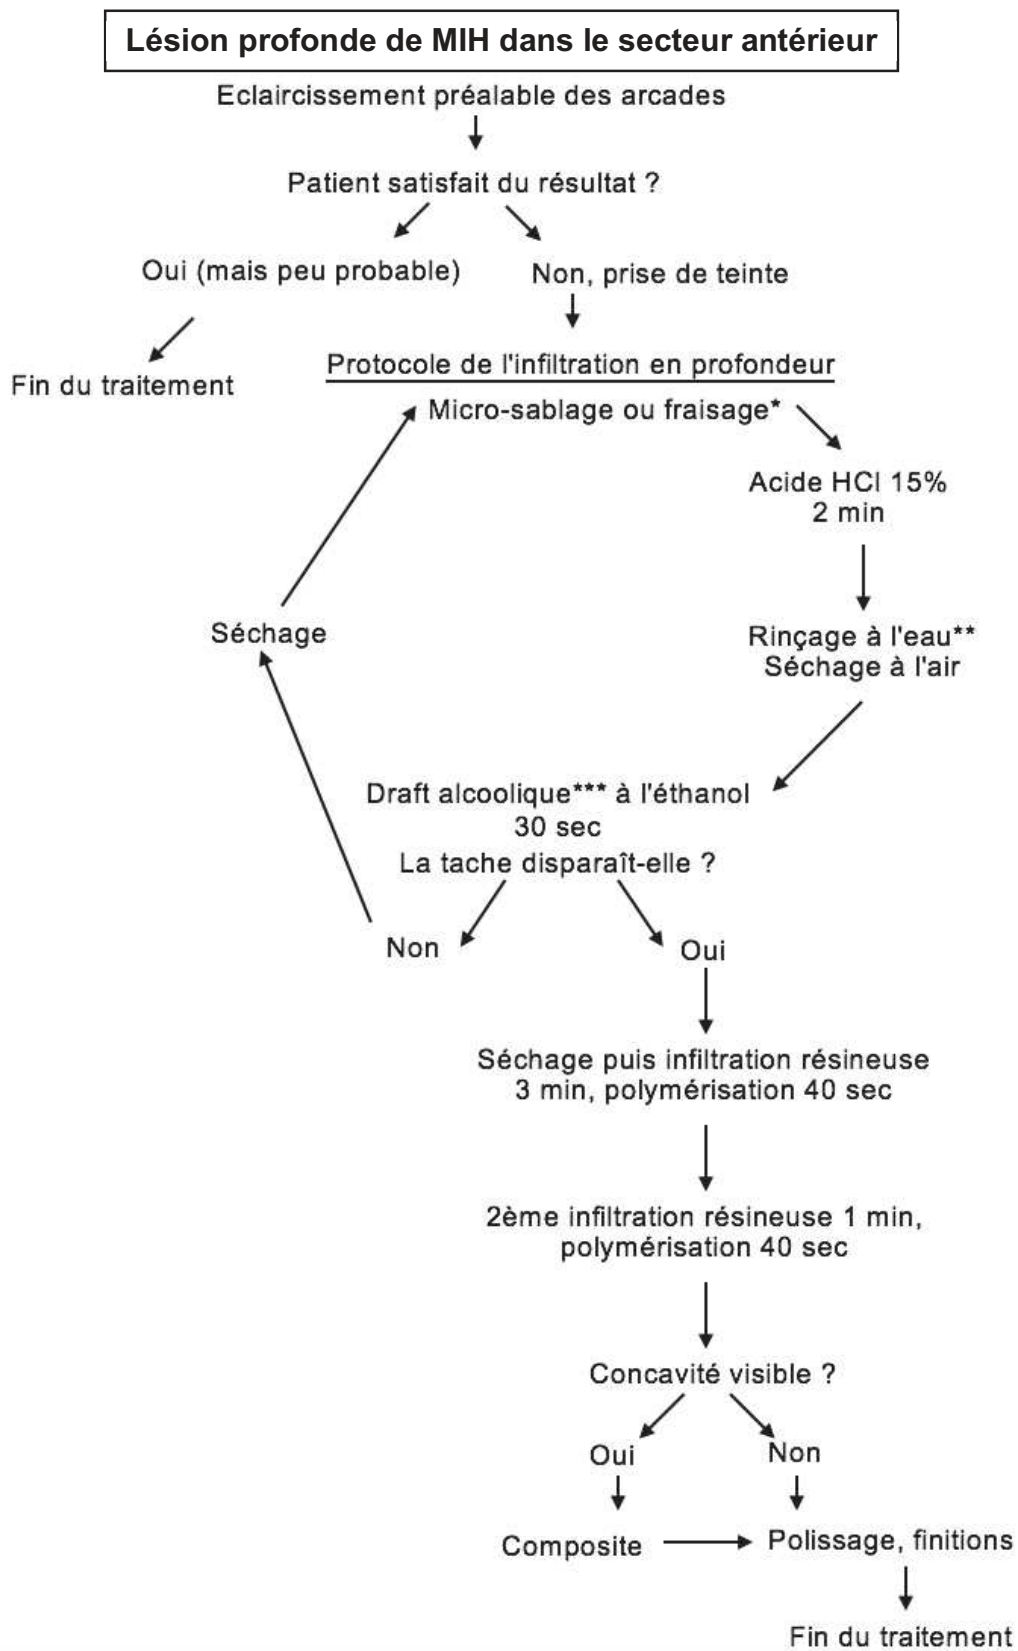 Lésion profonde de MIH dans le secteur antérieur
Eclaircissement préalable des arcades
Patient satisfait du résultat ?
Oui (mais peu probable)
Non, prise de teinte
Fin du traitement
Protocole de l'infiltration en profondeur
Micro-sablage ou fraisage*
Acide HCl 15%
2 min
Séchage
Rinçage à l'eau**
Séchage à l'air
Draft alcoolique*** à l'éthanol
30 sec
La tache disparaît-elle ?
Non
Oui
Séchage puis infiltration résineuse
3 min, polymérisation 40 sec
2ème infiltration résineuse 1 min,
polymérisation 40 sec
Concavité visible ?
Oui
Non
Composite
Polissage, finitions
Fin du traitement